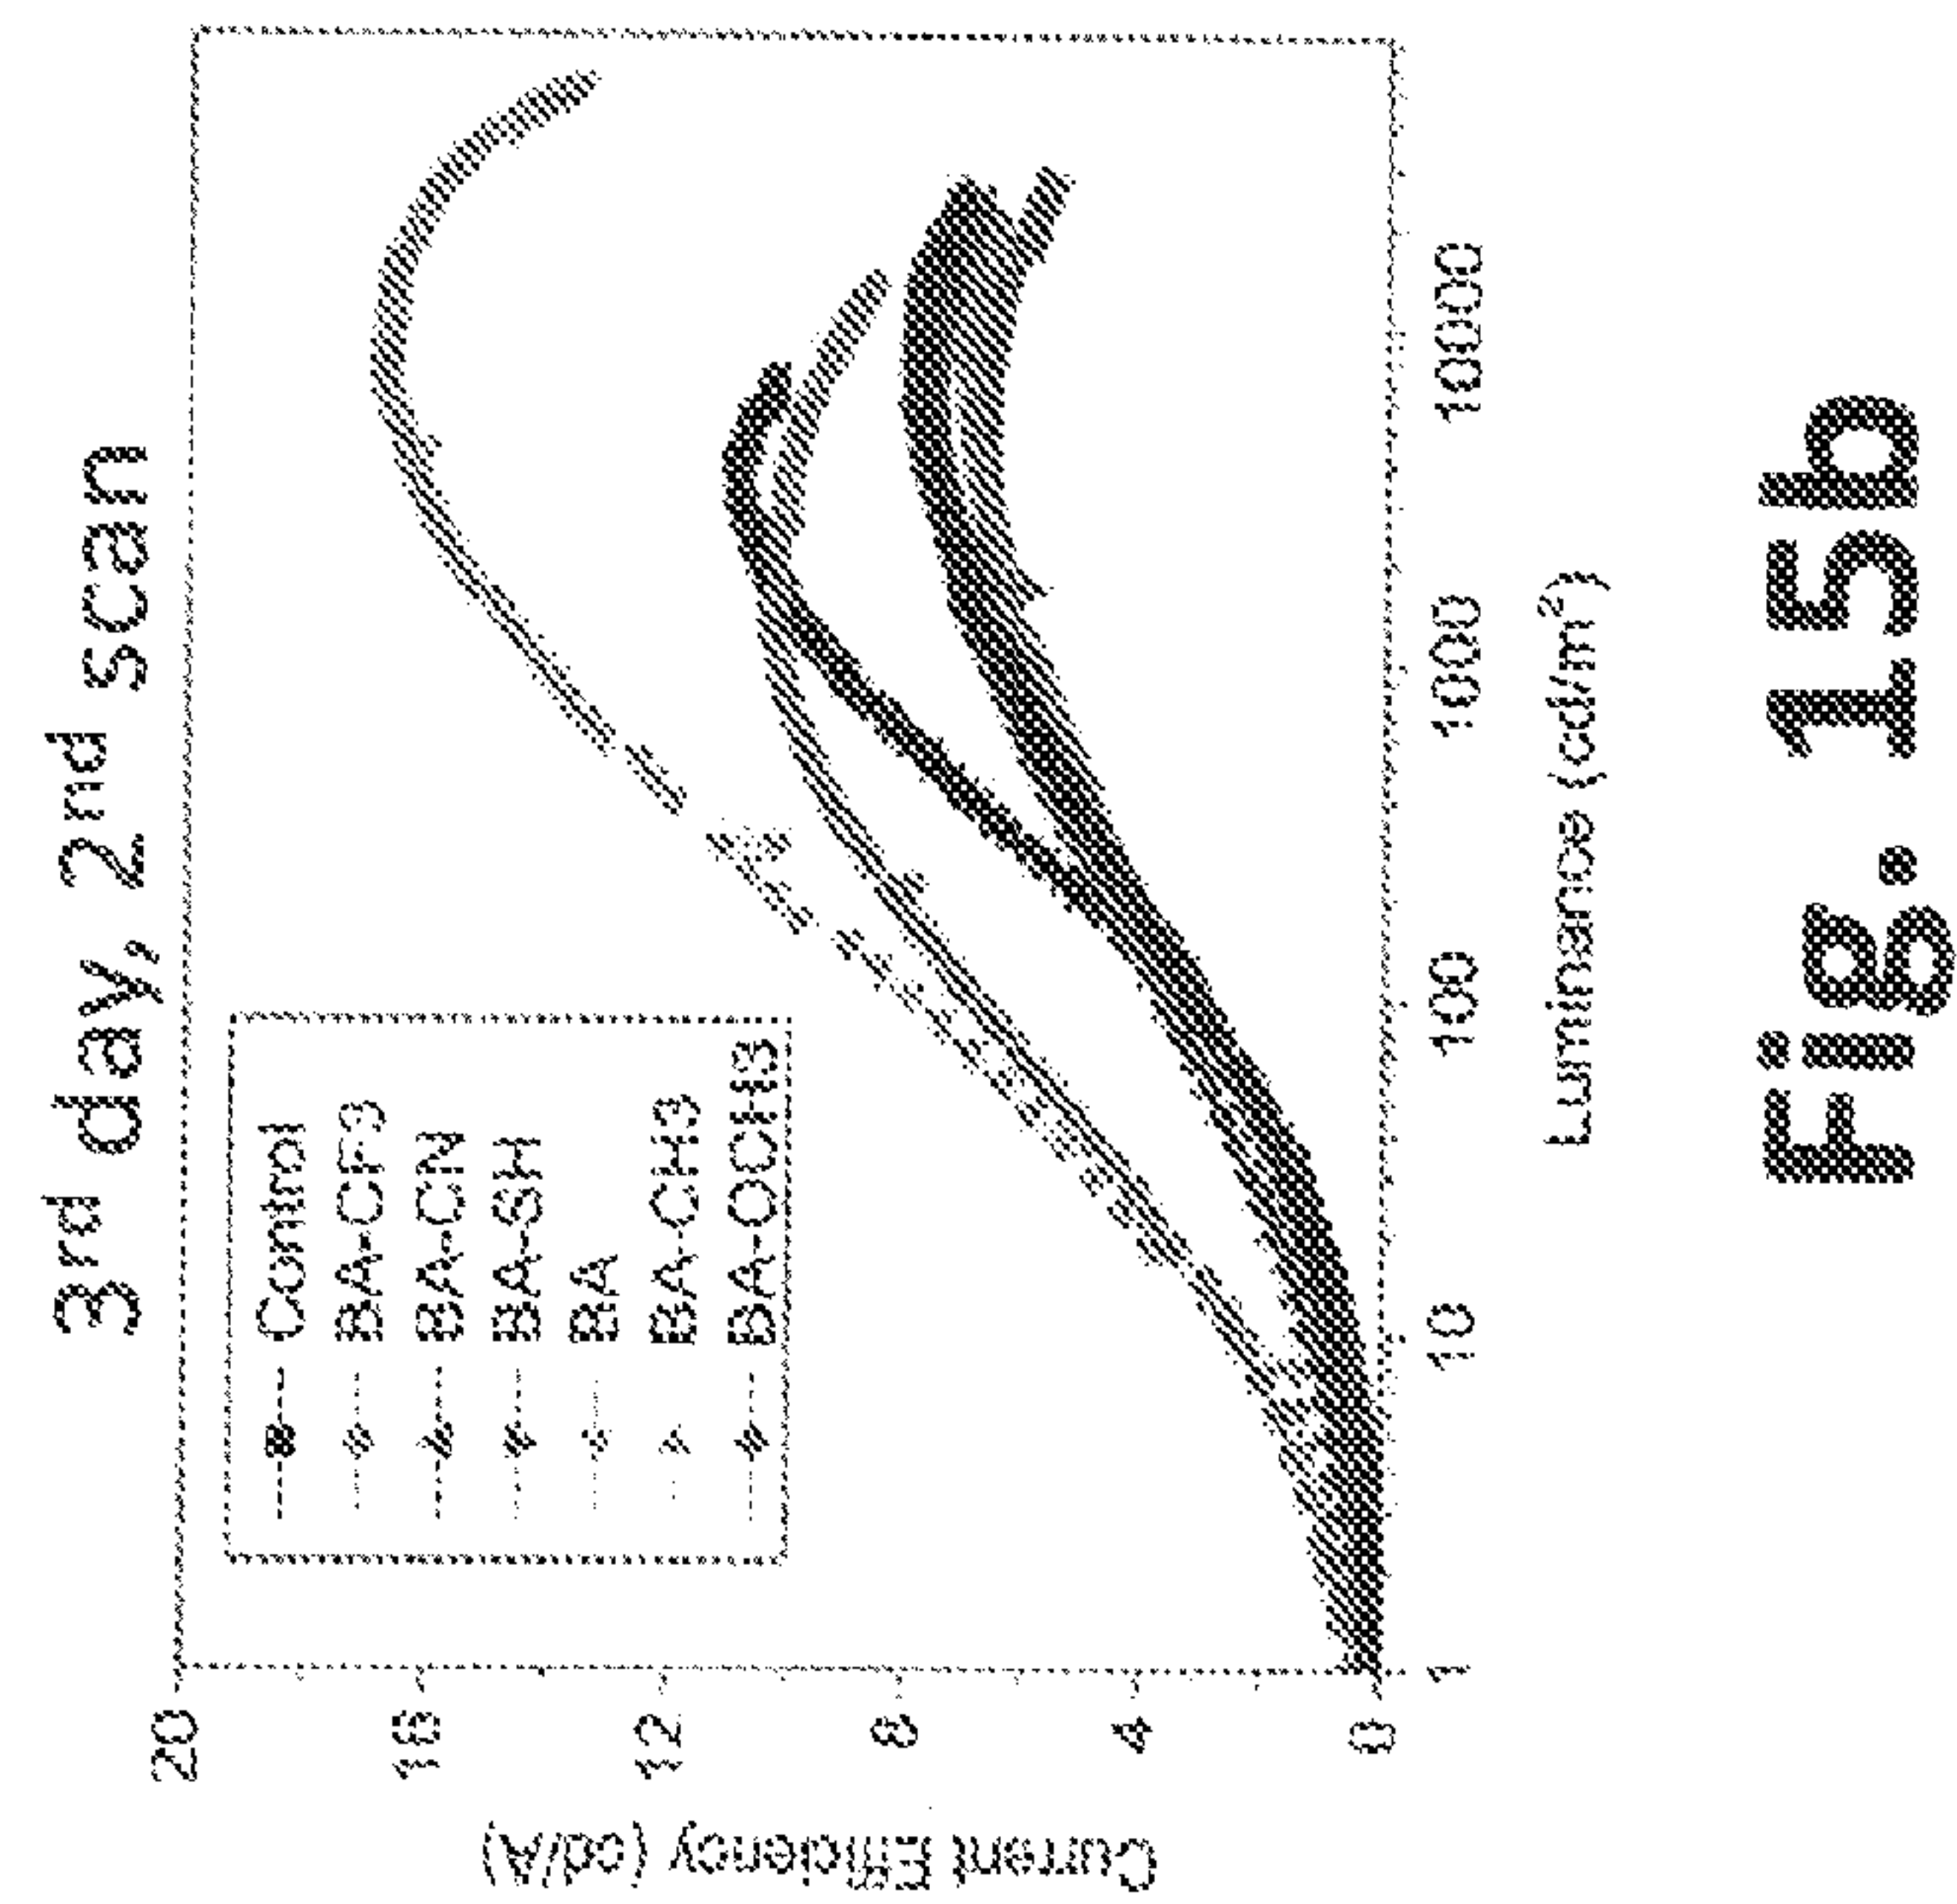 3rd day, 2nd scan
Current Efficiency (cd/A)
20
16
12
8
4
0
Control
BA-CF3
BA-CN
BA-SH
BA
BA-CH3
BA-OCH3
1
10
100
1000
10000
Luminance (cd/m²)
Fig. 15b